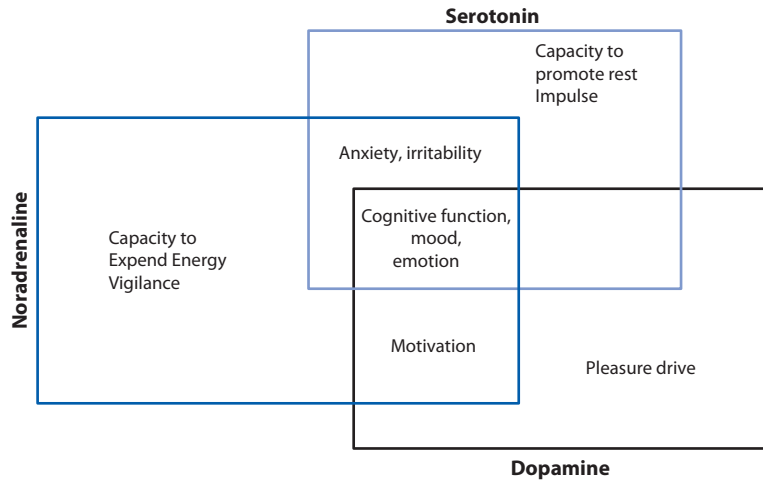 Serotonin
Capacity to
promote rest
Impulse
Anxiety, irritability
Noradrenaline
Capacity to
Expend Energy
Vigilance
Cognitive function,
mood,
emotion
Motivation
Pleasure drive
Dopamine